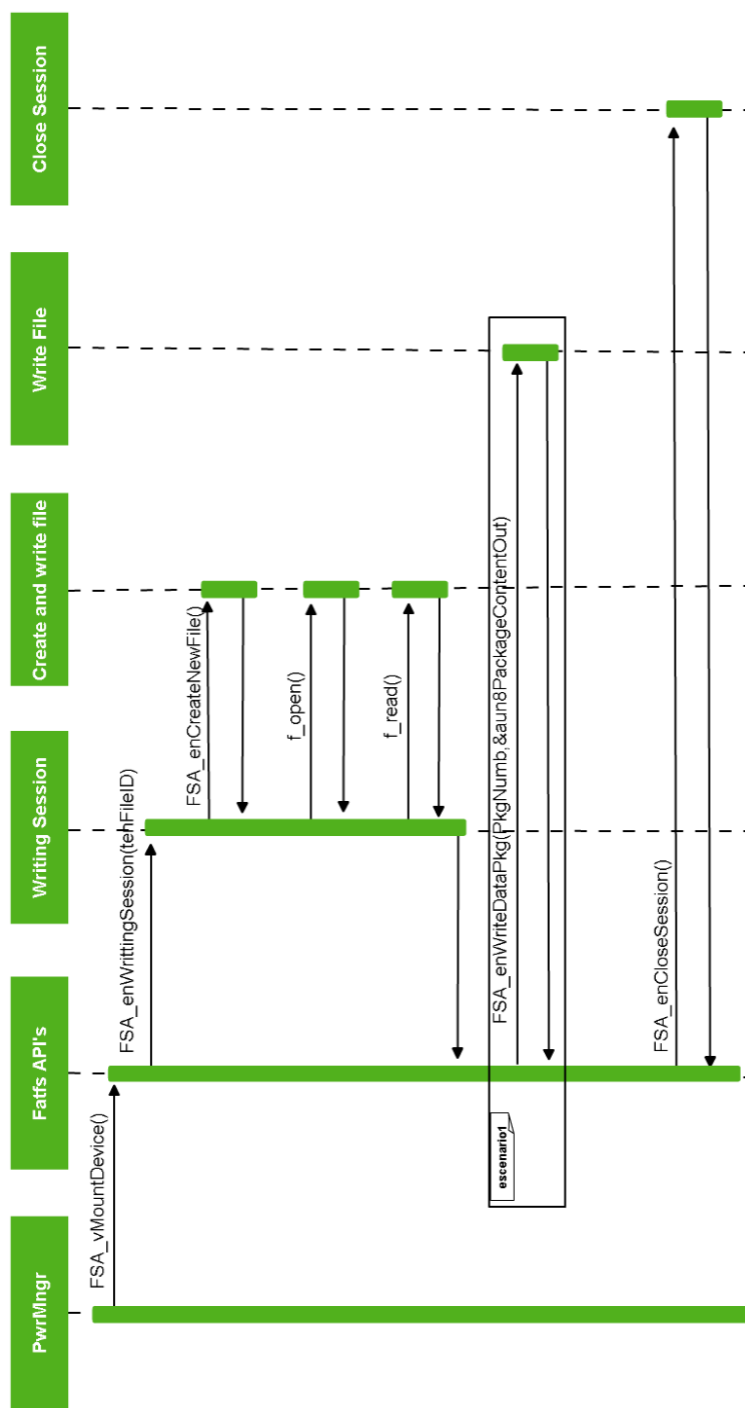 PwrMngr
Fatfs API's
Writing Session
Create and write file
Write File
Close Session
FSA_vMountDevice()
FSA_enWrittingSession(tenFileID)
FSA_enCreateNewFile()
f_open()
f_read()
escenario1
FSA_enWriteDataPkg(PkgNumb,&aun8PackageContentOut)
FSA_enCloseSession()